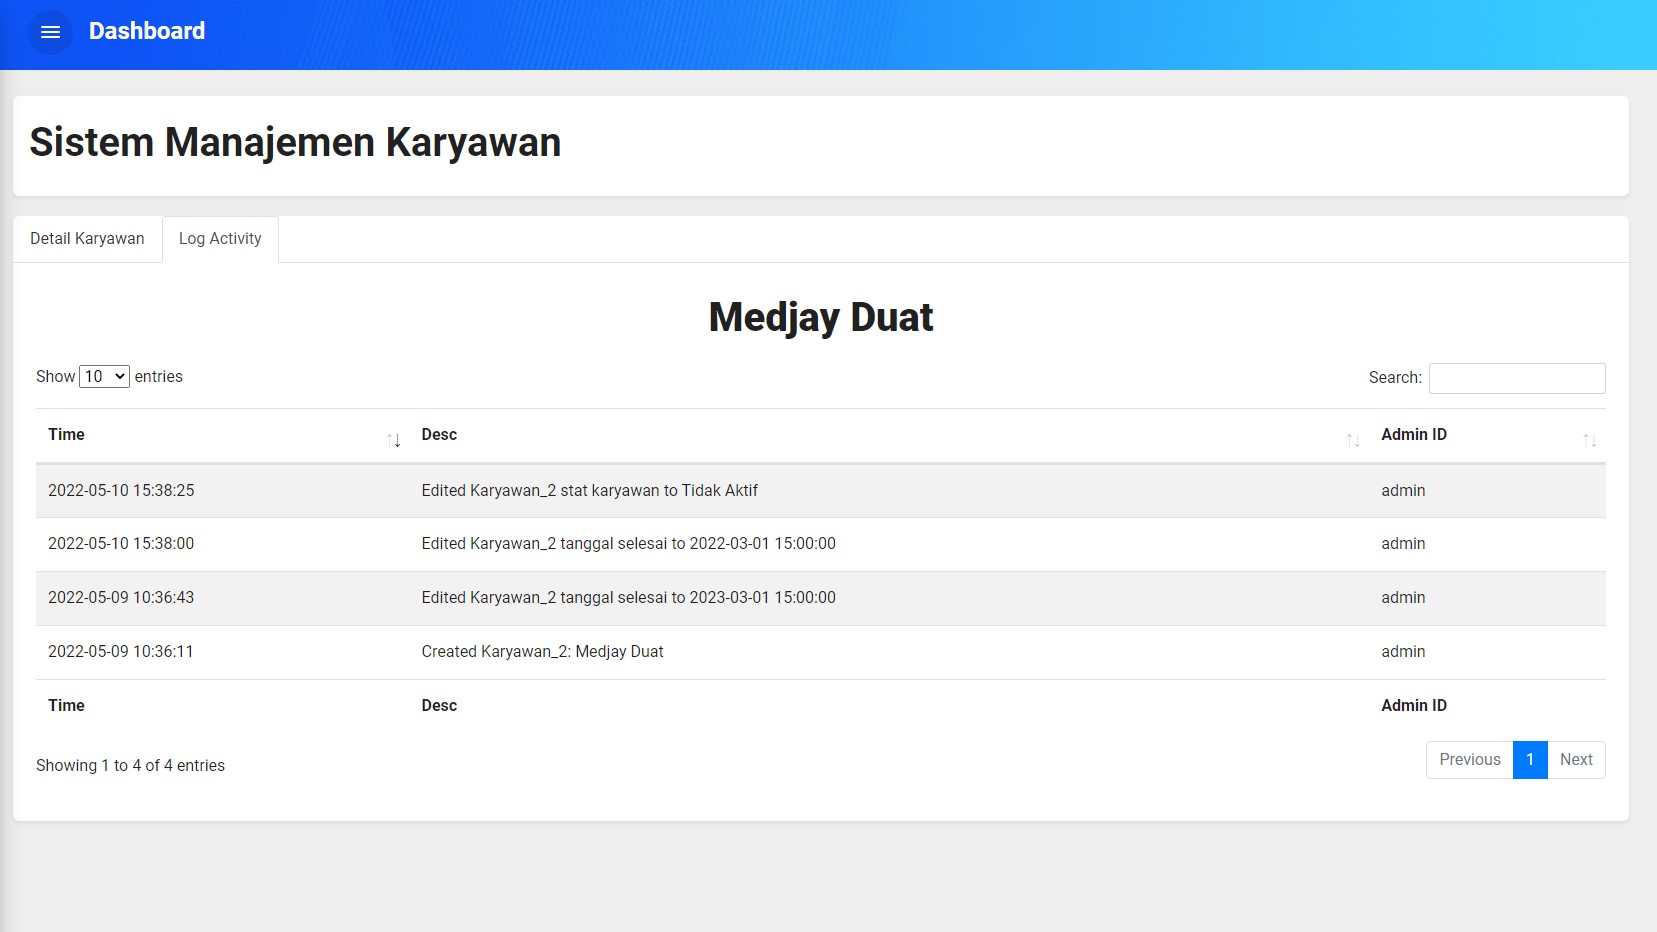 Dashboard
Sistem Manajemen Karyawan
Detail Karyawan Log Activity
Medjay Duat
Show 10 entries Search:
Time Desc Admin ID
2022-05-10 15:38:25 Edited Karyawan_2 stat karyawan to Tidak Aktif admin
2022-05-10 15:38:00 Edited Karyawan_2 tanggal selesai to 2022-03-01 15:00:00 admin
2022-05-09 10:36:43 Edited Karyawan_2 tanggal selesai to 2023-03-01 15:00:00 admin
2022-05-09 10:36:11 Created Karyawan_2: Medjay Duat admin
Time Desc Admin ID
Showing 1 to 4 of 4 entries Previous 1 Next